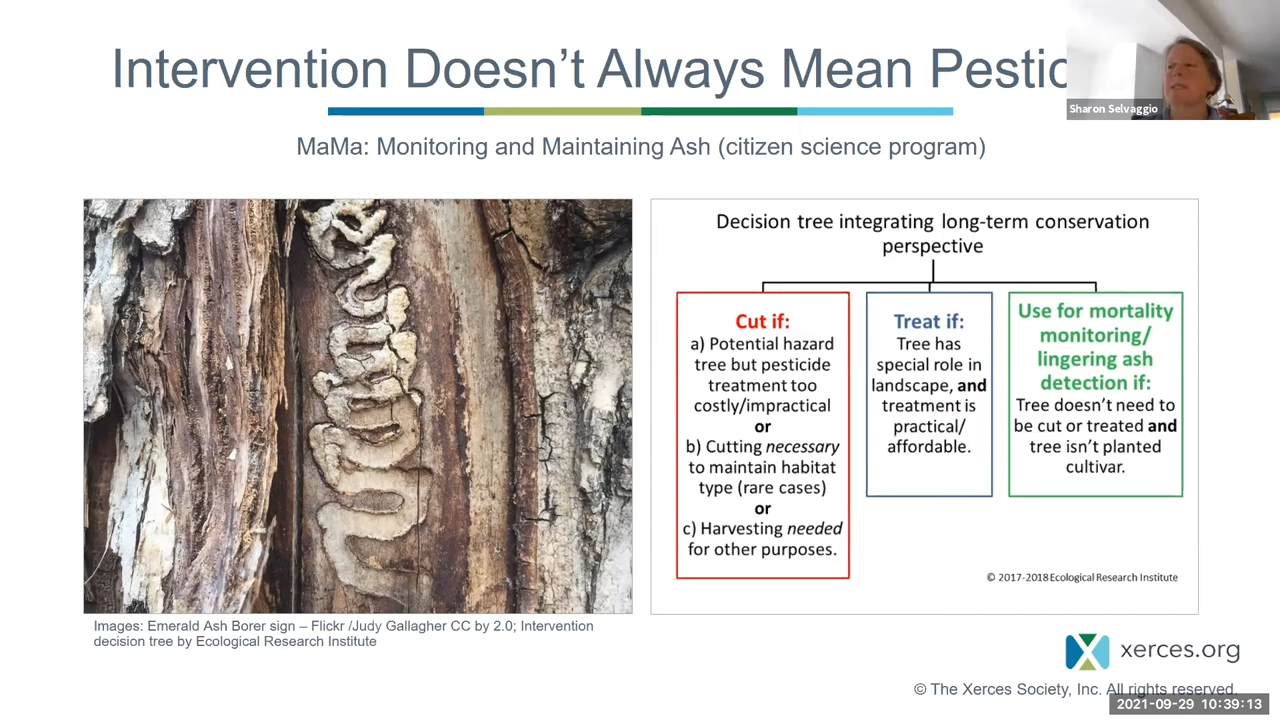 Intervention Doesn't Always Mean
Sharon Selvaggio
MaMa: Monitoring and Maintaining Ash (citizen science program)
Decision tree integrating long-term conservation
perspective
Cut if:
a) Potential hazard
tree but pesticide
treatment too
costly/impractical
or
b) Cutting necessary
to maintain habitat
type (rare cases)
or
c) Harvesting needed
for other purposes.
Treat if:
Tree has
special role in
landscape, and
treatment is
practical/
affordable.
Use for mortality
monitoring/
lingering ash
detection if:
Tree doesn't need to
be cut or treated and
tree isn't planted
cultivar.
© 2017-2018 Ecological Research Institute
Images: Emerald Ash Borer sign – Flickr /Judy Gallagher CC by 2.0; Intervention
decision tree by Ecological Research Institute
xerces.org
© The Xerces Society, Inc. All rights reserved.
2021-09-29 10:39:13